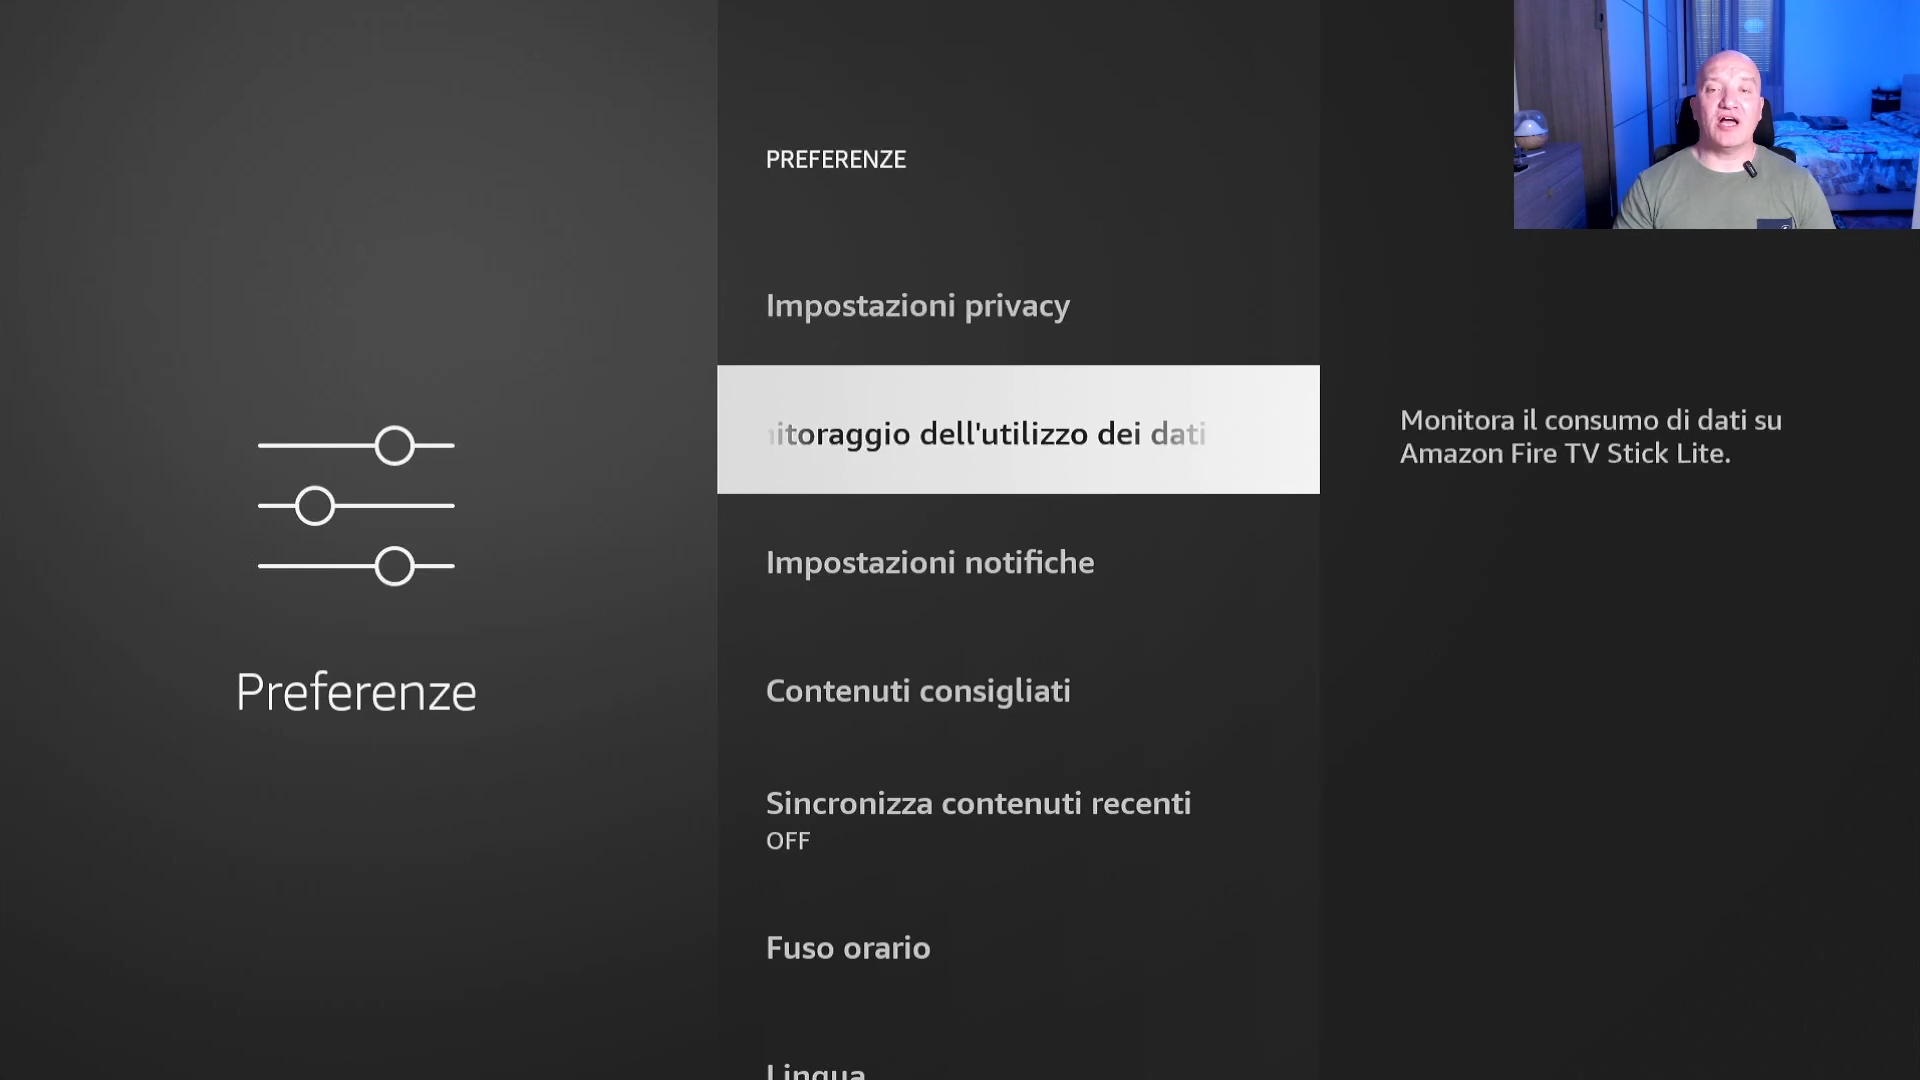 PREFERENZE
Impostazioni privacy
itoraggio dell'utilizzo dei dati
Monitora il consumo di dati su
Amazon Fire TV Stick Lite.
Impostazioni notifiche
Contenuti consigliati
Preferenze
Sincronizza contenuti recenti
OFF
Fuso orario
Lingua